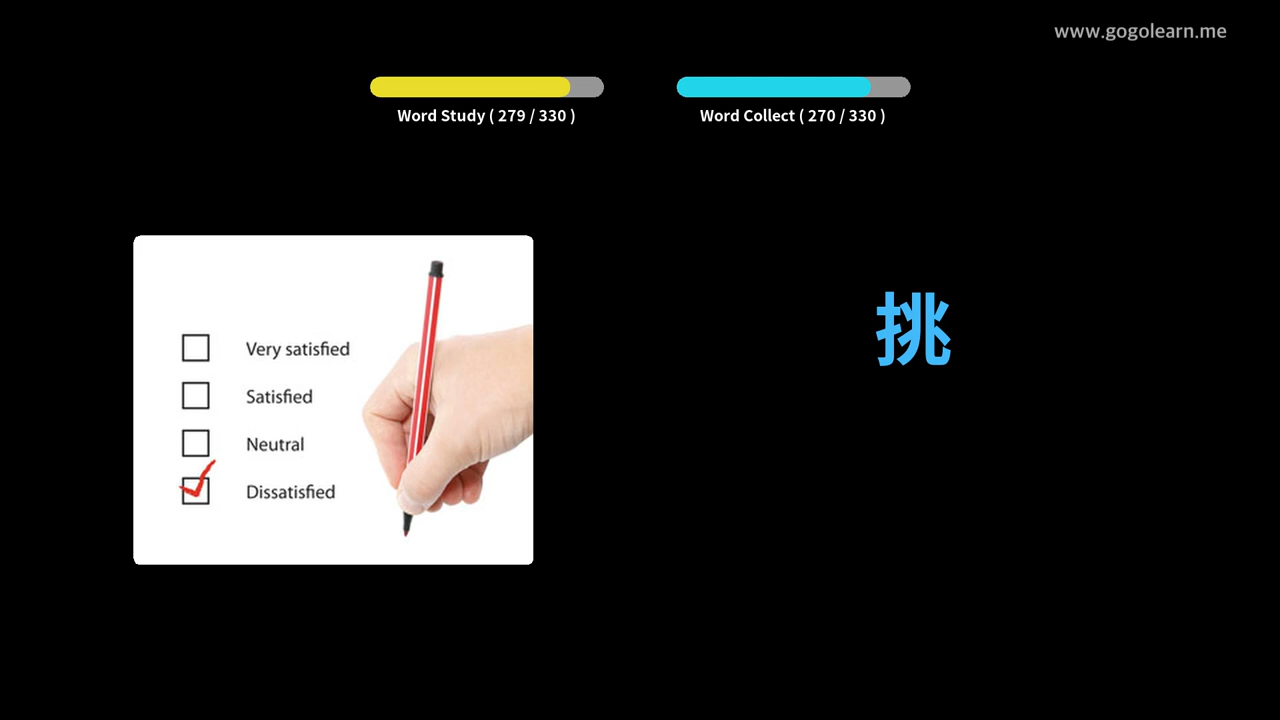 www.gogolearn.me
Word Study ( 279 / 330 )
Word Collect ( 270 / 330 )
Very satisfied
Satisfied
Neutral
Dissatisfied
挑